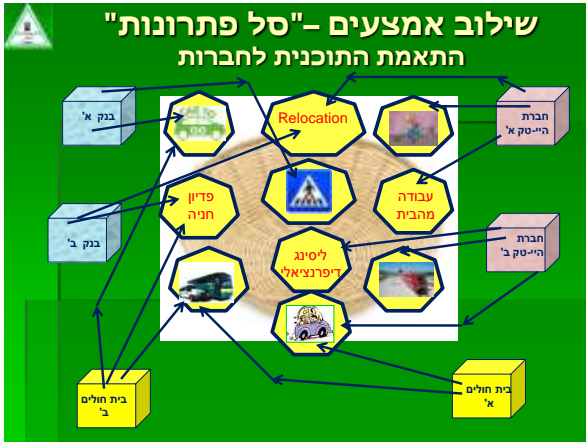 שילוב אמצעים –"סל פתרונות"
התאמת התוכנית לחברות
בנק א'
Relocation
חברת
היי-טק א'
פדיון
חניה
עבודה
מהבית
בנק ב'
ליסינג
דיפרנציאלי
חברת
היי-טק ב'
בית חולים
ב'
בית חולים
א'